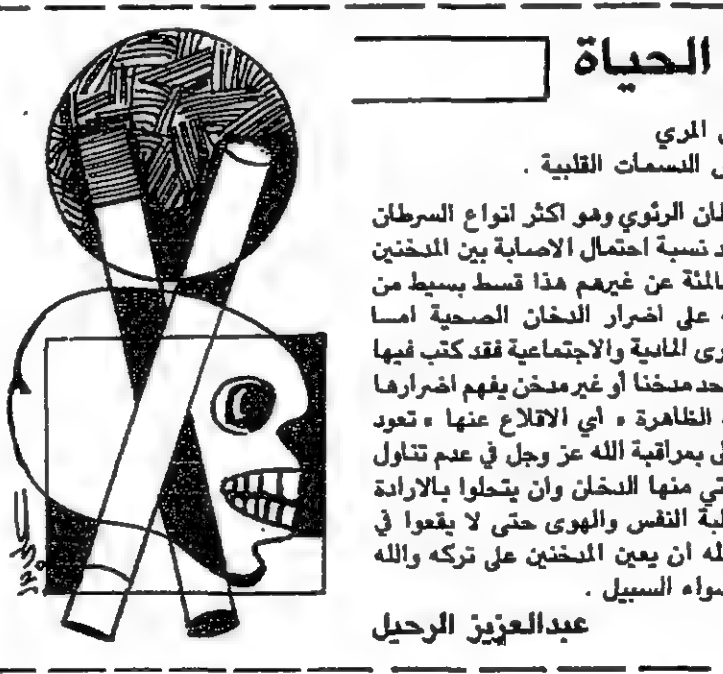 الحياة
المري
النسمات القلبية .
طان الرئوي وهو اكثر انواع السرطان
د نسبة احتمال الاصابة بين المدخنين
المئة عن غيرهم هذا قسط بسيط من
على اضرار الدخان الصحية امسا
رى المادية والاجتماعية فقد كتب فيها
حد مدخنا أو غير مدخن يفهم اضرارها
الظاهرة « اي الاقلاع عنها » تعود
بمراقبة الله عز وجل في عدم تناول
تي منها الدخان وان يتحلوا بالارادة
لبة النفس والهوى حتى لا يقعوا في
لله ان يعين المدخنين على تركه والله
سواء السبيل .
عبدالعزيز الرحيل